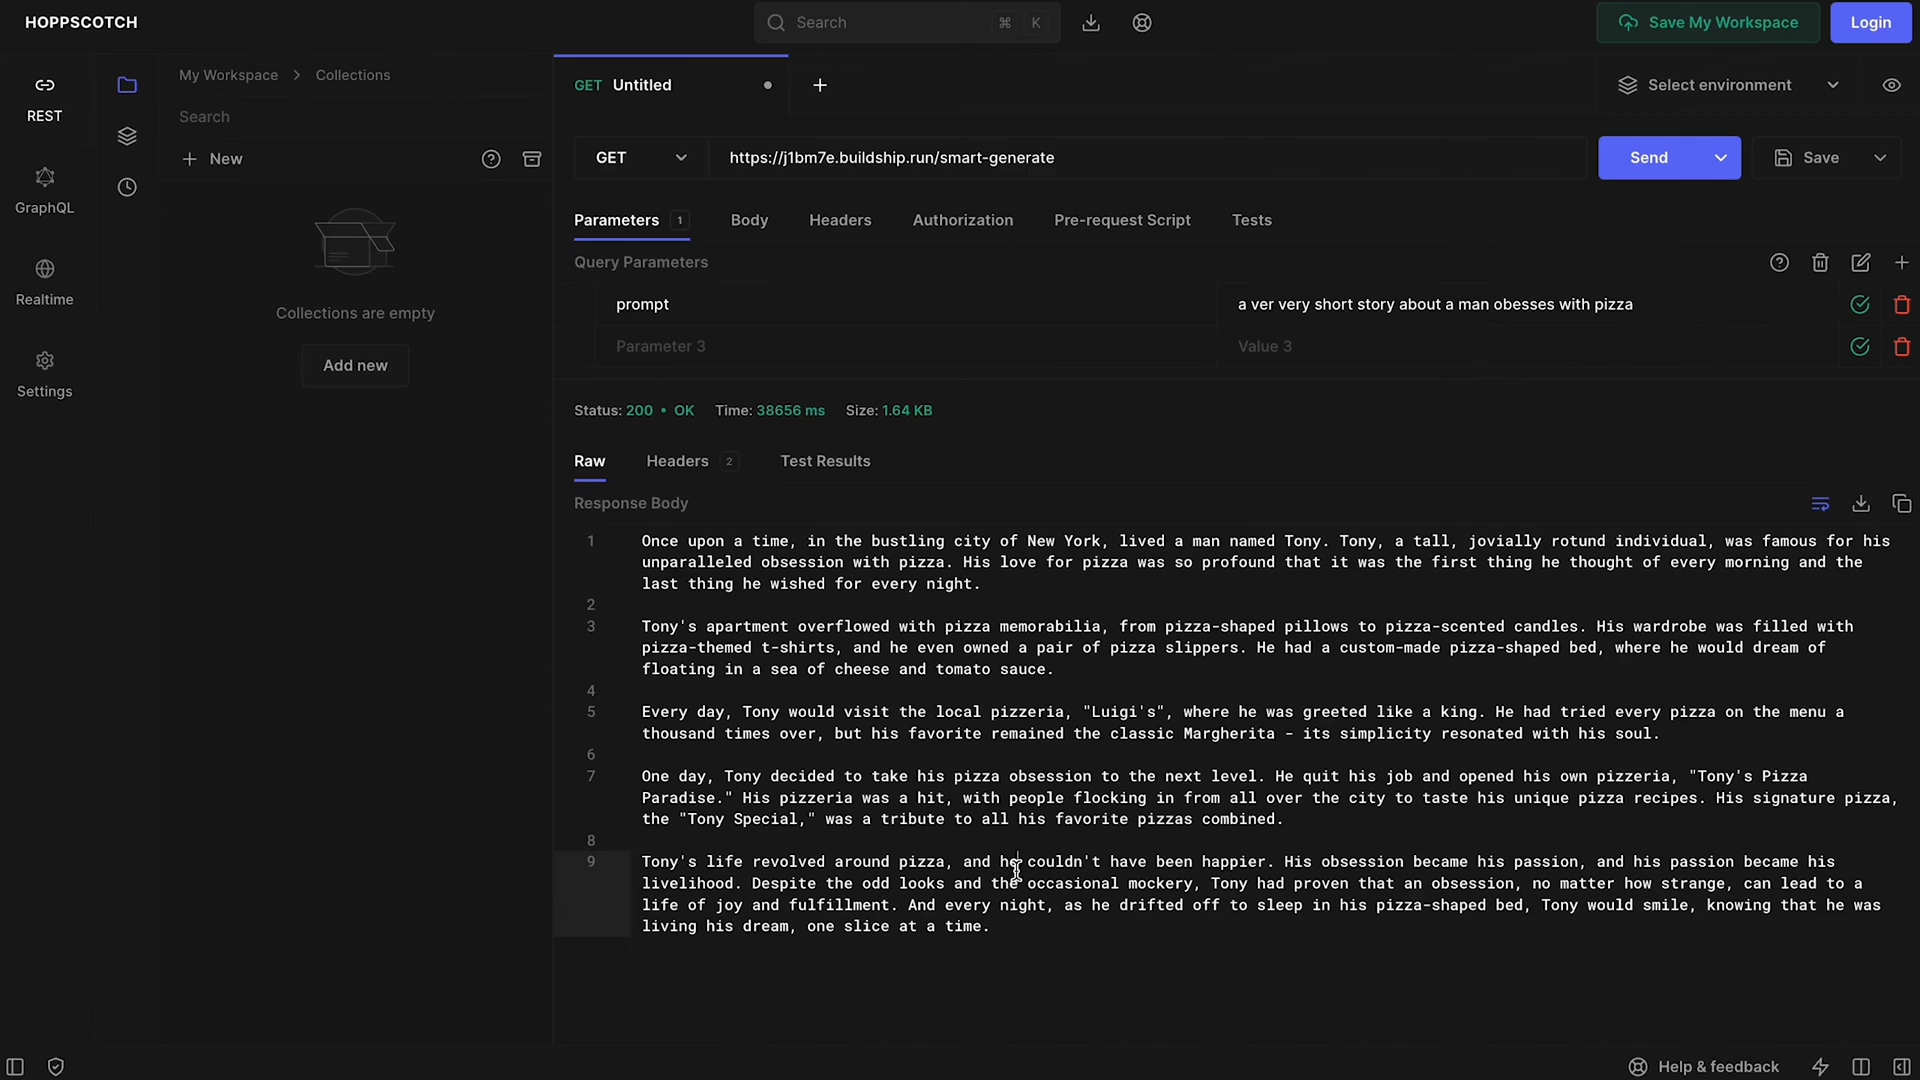 HOPPSCOTCH
Search
⌘
K
Save My Workspace
Login
REST
GraphQL
Realtime
Settings
My Workspace > Collections
Search
+ New
Collections are empty
Add new
GET Untitled
Select environment
GET
https://j1bm7e.buildship.run/smart-generate
Send
Save
Parameters 1
Body
Headers
Authorization
Pre-request Script
Tests
Query Parameters
prompt
a ver very short story about a man obesses with pizza
Parameter 3
Value 3
Status: 200 • OK
Time: 38656 ms
Size: 1.64 KB
Raw
Headers 2
Test Results
Response Body
1 Once upon a time, in the bustling city of New York, lived a man named Tony. Tony, a tall, jovially rotund individual, was famous for his
unparalleled obsession with pizza. His love for pizza was so profound that it was the first thing he thought of every morning and the
last thing he wished for every night.
2
3 Tony's apartment overflowed with pizza memorabilia, from pizza-shaped pillows to pizza-scented candles. His wardrobe was filled with
pizza-themed t-shirts, and he even owned a pair of pizza slippers. He had a custom-made pizza-shaped bed, where he would dream of
floating in a sea of cheese and tomato sauce.
4
5 Every day, Tony would visit the local pizzeria, "Luigi's", where he was greeted like a king. He had tried every pizza on the menu a
thousand times over, but his favorite remained the classic Margherita - its simplicity resonated with his soul.
6
7 One day, Tony decided to take his pizza obsession to the next level. He quit his job and opened his own pizzeria, "Tony's Pizza
Paradise." His pizzeria was a hit, with people flocking in from all over the city to taste his unique pizza recipes. His signature pizza,
the "Tony Special," was a tribute to all his favorite pizzas combined.
8
9 Tony's life revolved around pizza, and he couldn't have been happier. His obsession became his passion, and his passion became his
livelihood. Despite the odd looks and the occasional mockery, Tony had proven that an obsession, no matter how strange, can lead to a
life of joy and fulfillment. And every night, as he drifted off to sleep in his pizza-shaped bed, Tony would smile, knowing that he was
living his dream, one slice at a time.
Help & feedback